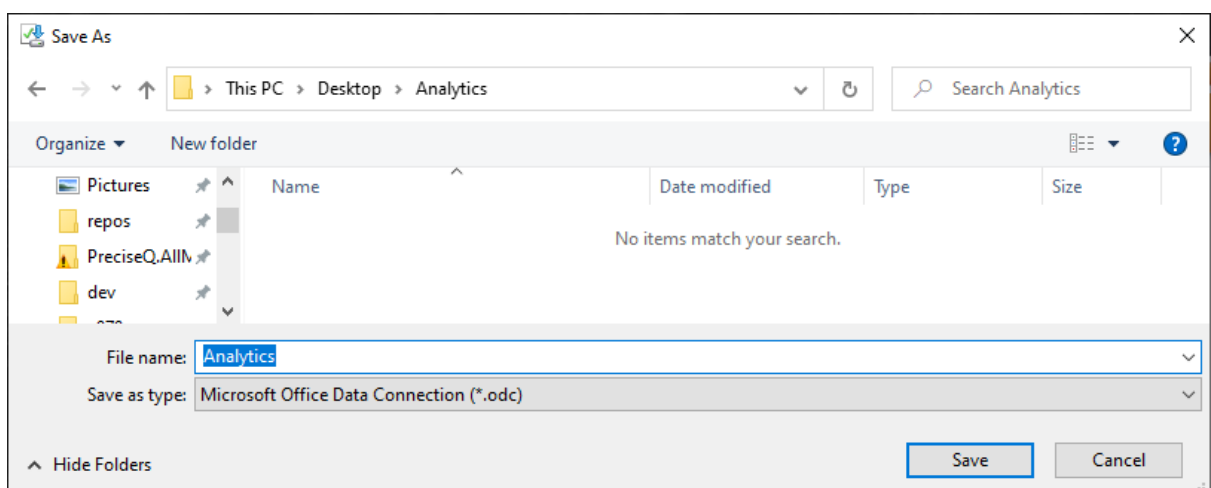 Save As
This PC > Desktop > Analytics
Search Analytics
Organize
New folder
?
Name
Date modified
Type
Size
Pictures
repos
PreciseQ.AllM
dev
No items match your search.
File name: Analytics
Save as type: Microsoft Office Data Connection (*.odc)
Hide Folders
Save
Cancel